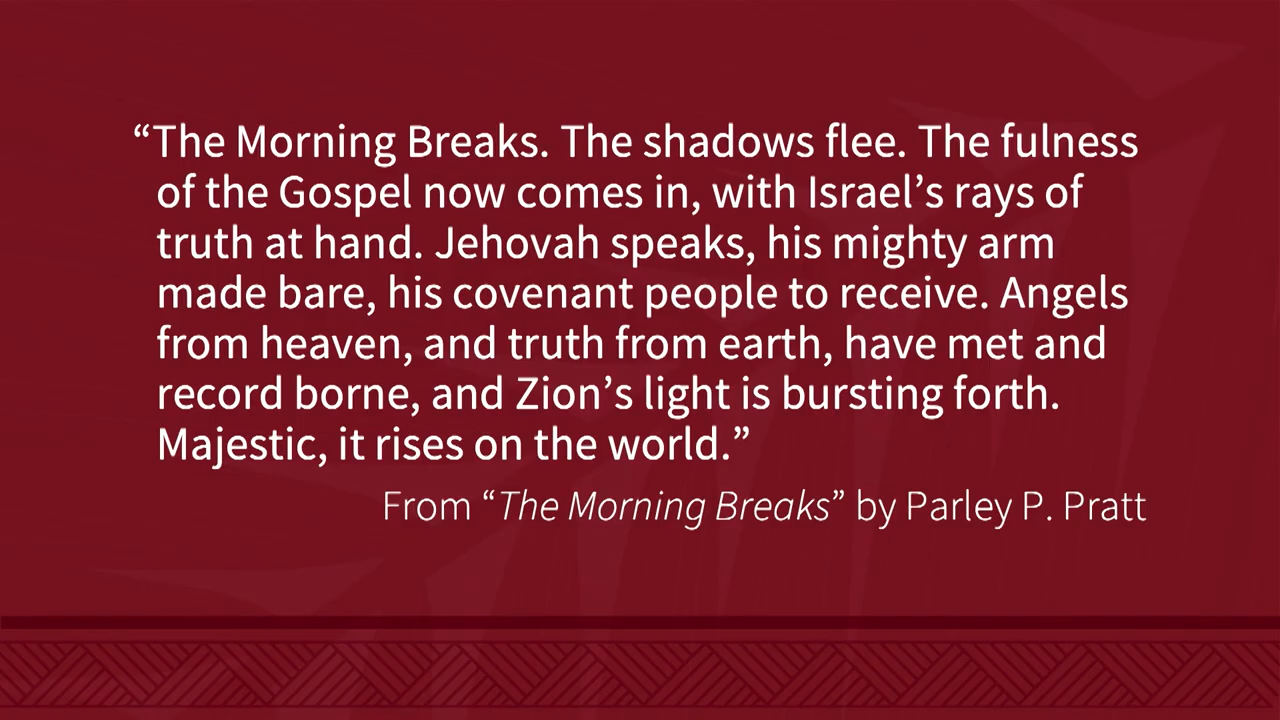 “The Morning Breaks. The shadows flee. The fulness
of the Gospel now comes in, with Israel’s rays of
truth at hand. Jehovah speaks, his mighty arm
made bare, his covenant people to receive. Angels
from heaven, and truth from earth, have met and
record borne, and Zion’s light is bursting forth.
Majestic, it rises on the world.”
From “The Morning Breaks” by Parley P. Pratt